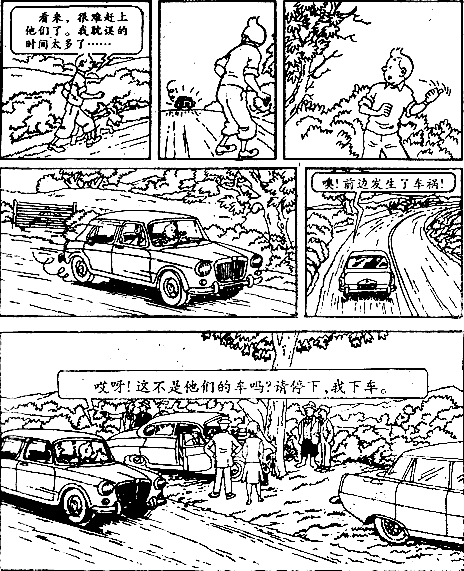 看来，很难赶上
他们了。我耽误的
时间太多了……
噢！前边发生了车祸！
哎呀！这不是他们的车吗？请停下，我下车。